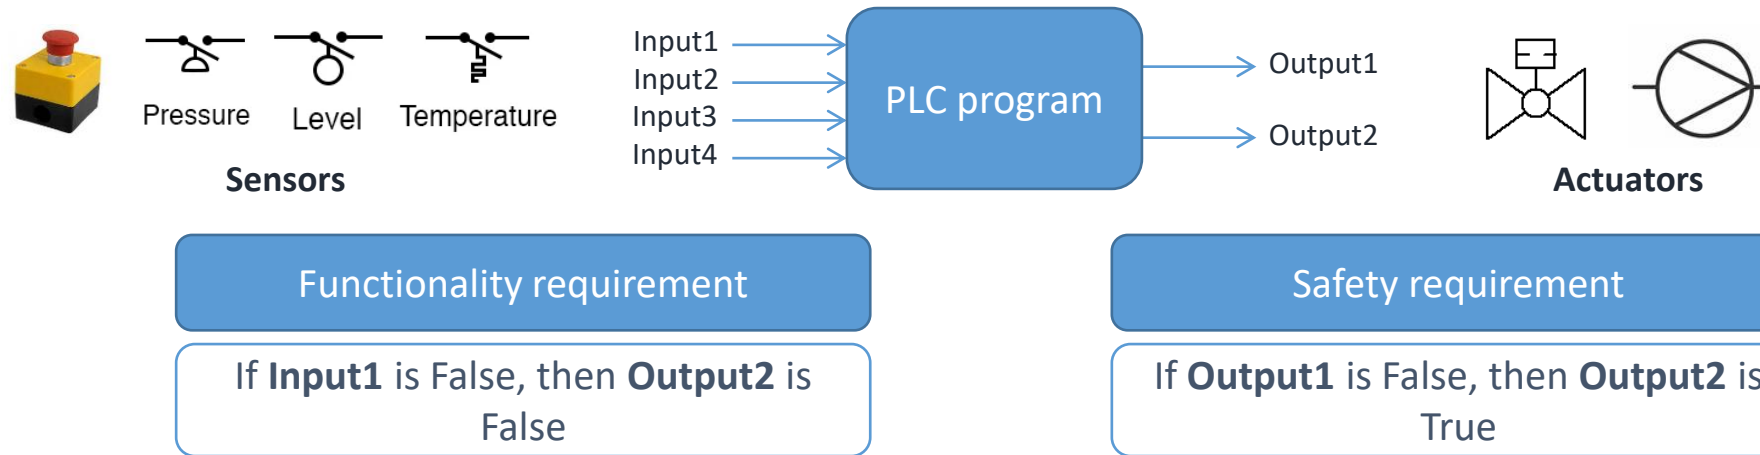 Pressure
Level
Temperature
Sensors
Input1
Input2
Input3
Input4
PLC program
Output1
Output2
Actuators
Functionality requirement
If Input1 is False, then Output2 is
False
Safety requirement
If Output1 is False, then Output2 is
True